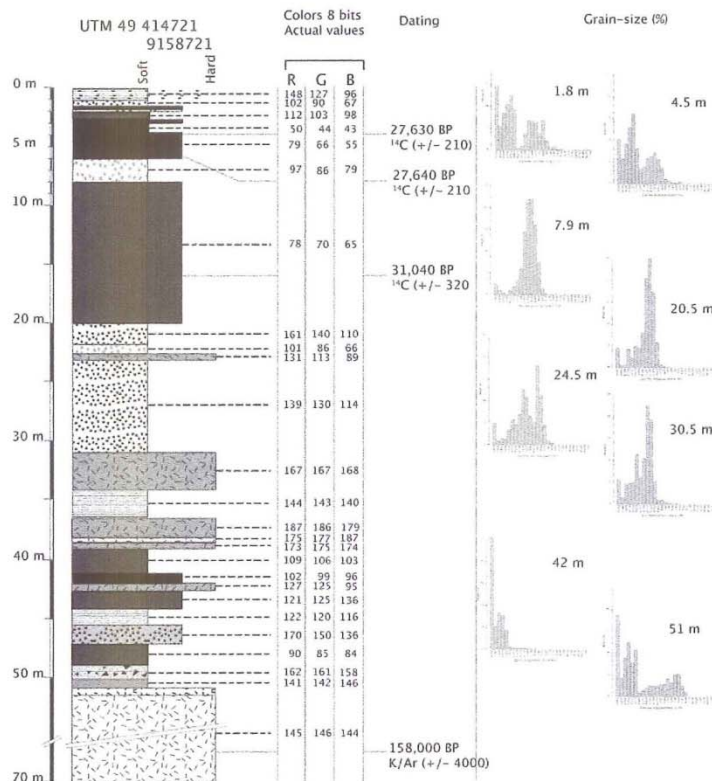 UTM 49 414721
9158721
Soft
Hard
Colors 8 bits
Actual values
R G B
Dating
Grain-size (%)
0 m
5 m
10 m
20 m
30 m
40 m
50 m
70 m
148 127 96
102 90 67
112 103 98
50 44 43
79 66 55
97 86 79
78 70 65
161 140 110
101 86 66
131 113 89
139 130 114
167 167 168
144 143 140
187 186 179
175 177 187
173 175 174
109 106 103
102 99 96
127 125 95
121 125 136
122 120 116
170 150 136
90 85 84
162 161 158
141 142 146
145 146 144
27,630 BP
¹⁴C (+/- 210)
27,640 BP
¹⁴C (+/- 210
31,040 BP
¹⁴C (+/- 320
158,000 BP
K/Ar (+/- 4000)
1.8 m
4.5 m
7.9 m
20.5 m
24.5 m
30.5 m
42 m
51 m